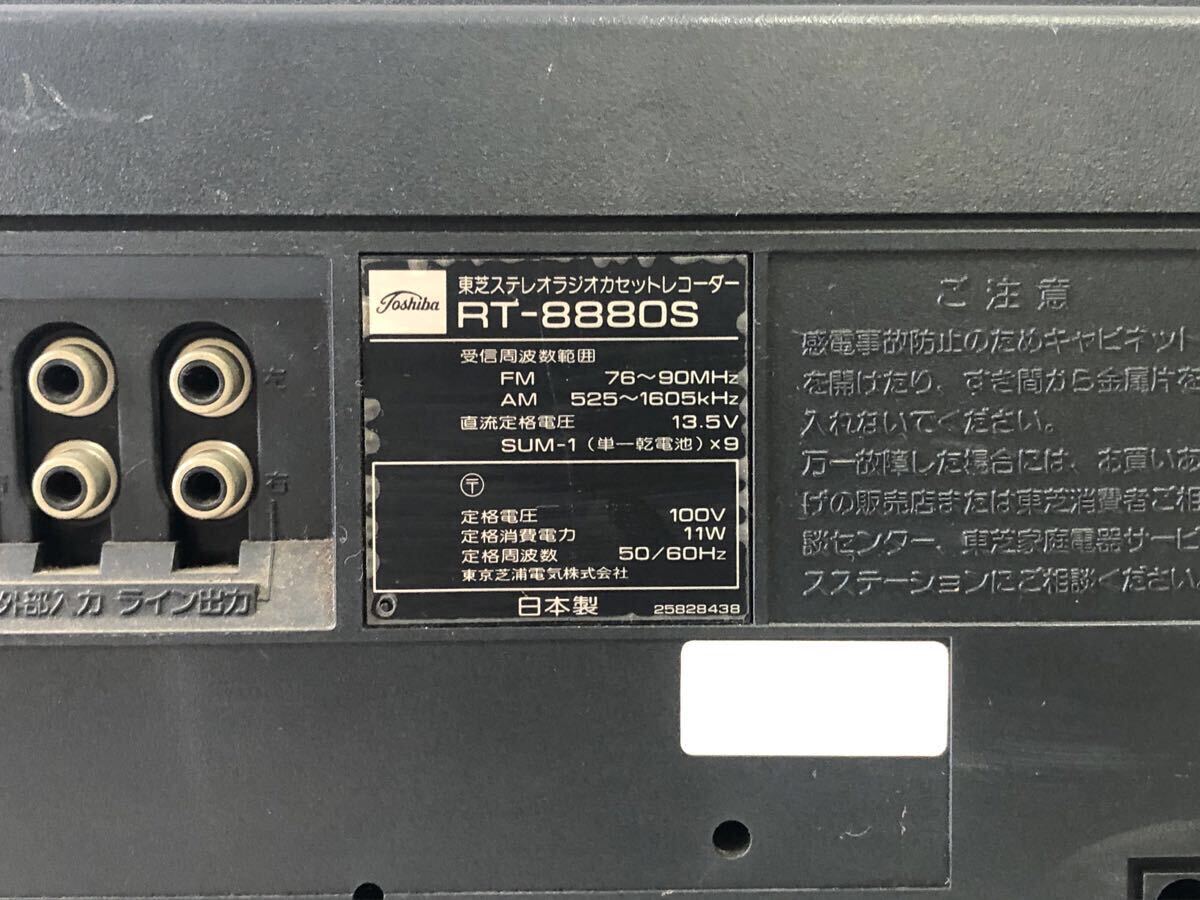 Toshiba
東芝ステレオラジオカセットレコーダー
RT-8880S
受信周波数範囲
FM 76〜90MHz
AM 525〜1605kHz
直流定格電圧 13.5V
SUM-1(単一乾電池)×9
〒
定格電圧 100V
定格消費電力 11W
定格周波数 50/60Hz
東京芝浦電気株式会社
日本製 25828438
左
右
外部入力 ライン出力
ご注意
感電事故防止のためキャビネット
を開けたり、すき間から金属片を
入れないでください。
万一故障した場合には、お買いあ
げの販売店または東芝消費者ご相
談センター、東芝家庭電器サービ
スステーションにご相談ください